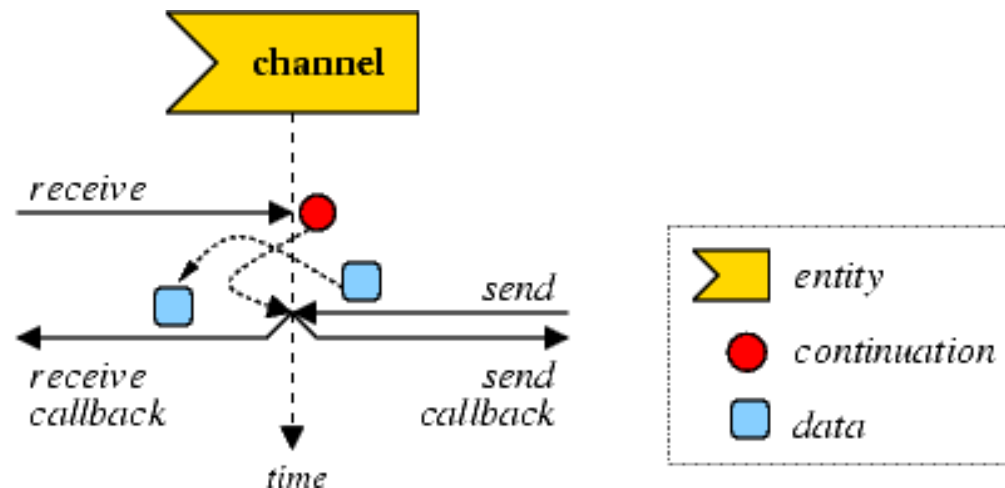 channel
receive
send
receive
callback
send
callback
time
entity
continuation
data